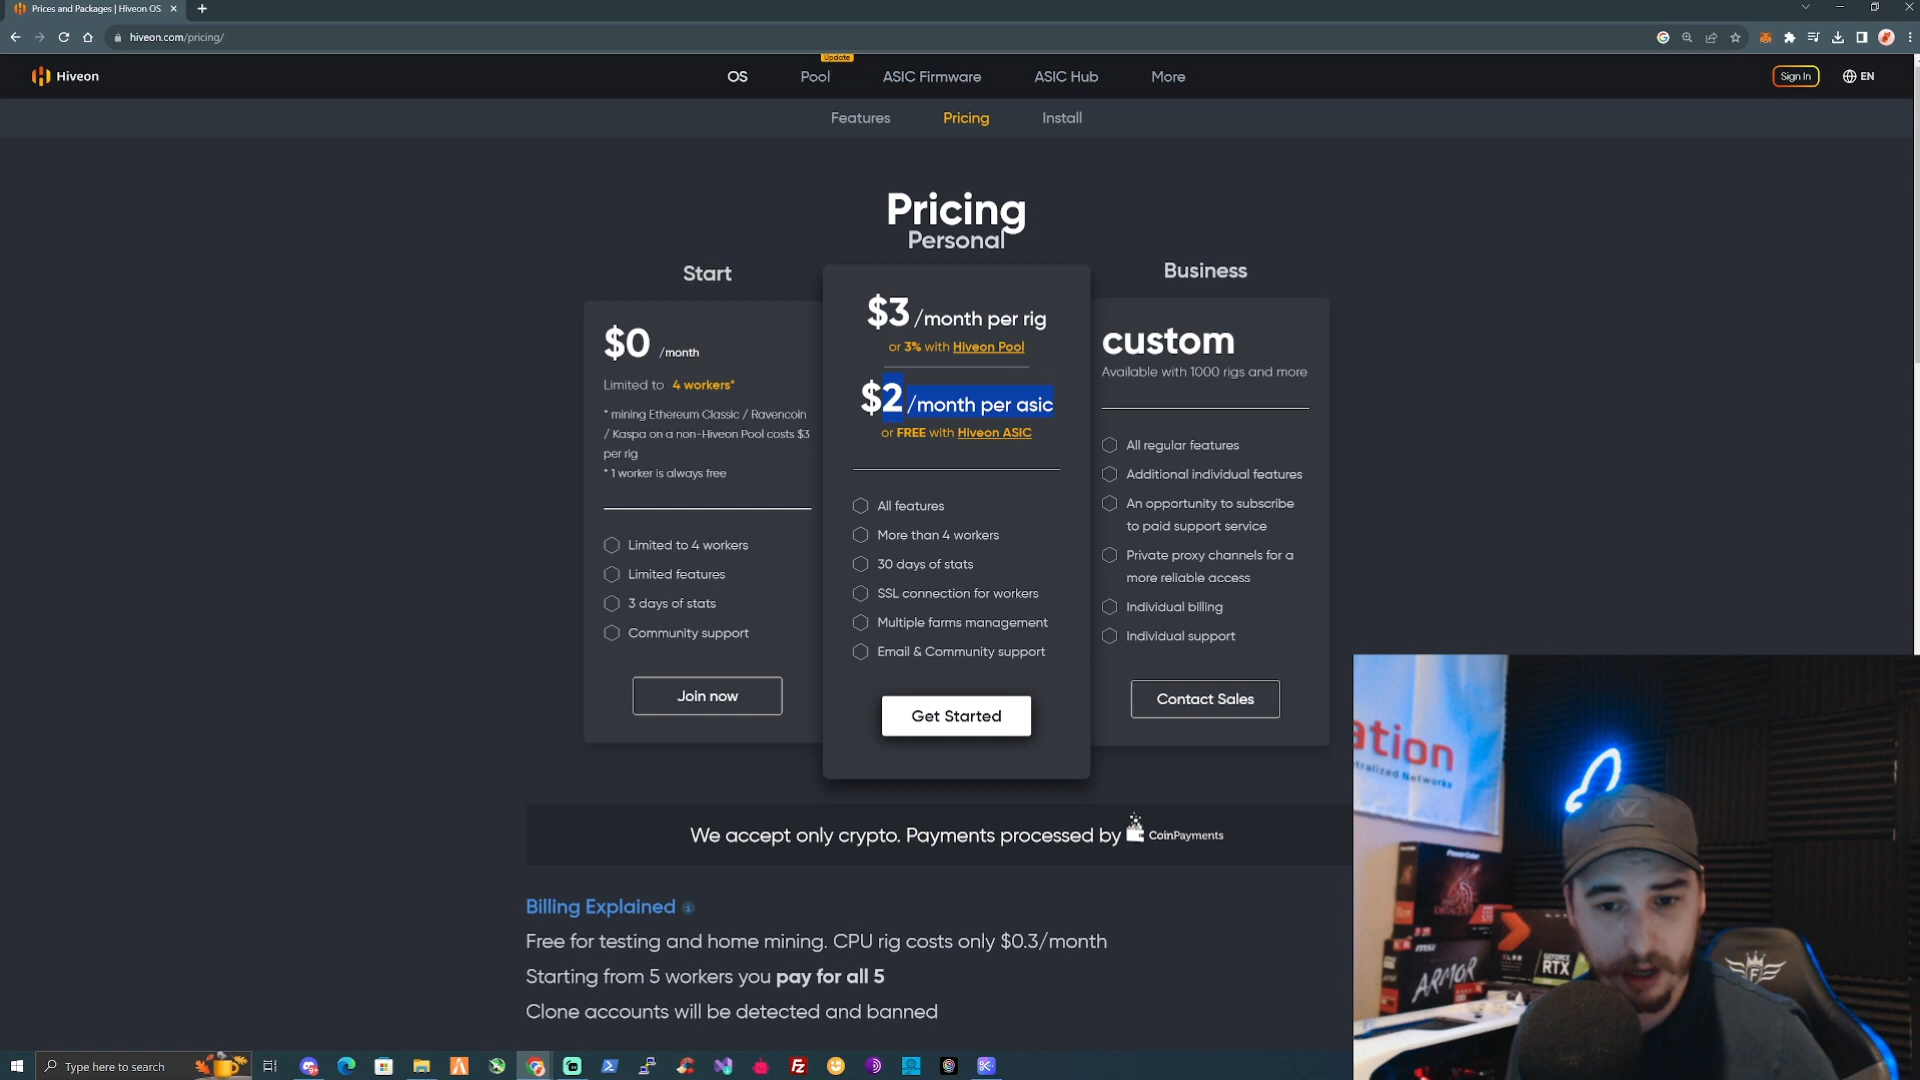 Prices and Packages | Hiveon OS
hiveon.com/pricing/
Hiveon
OS
Pool
Update
ASIC Firmware
ASIC Hub
More
Sign In
EN
Features
Pricing
Install
Pricing
Personal
Start
$0 /month
Limited to 4 workers*
* mining Ethereum Classic / Ravencoin
/ Kaspa on a non-Hiveon Pool costs $3
per rig
* 1 worker is always free
Limited to 4 workers
Limited features
3 days of stats
Community support
Join now
$3 /month per rig
or 3% with Hiveon Pool
$2 /month per asic
or FREE with Hiveon ASIC
All features
More than 4 workers
30 days of stats
SSL connection for workers
Multiple farms management
Email & Community support
Get Started
Business
custom
Available with 1000 rigs and more
All regular features
Additional individual features
An opportunity to subscribe
to paid support service
Private proxy channels for a
more reliable access
Individual billing
Individual support
Contact Sales
We accept only crypto. Payments processed by CoinPayments
Billing Explained
Free for testing and home mining. CPU rig costs only $0.3/month
Starting from 5 workers you pay for all 5
Clone accounts will be detected and banned
ation
tralized Networks
PowerColor
msi
ARMOR
GEFORCE
RTX
F
Type here to search
Fz